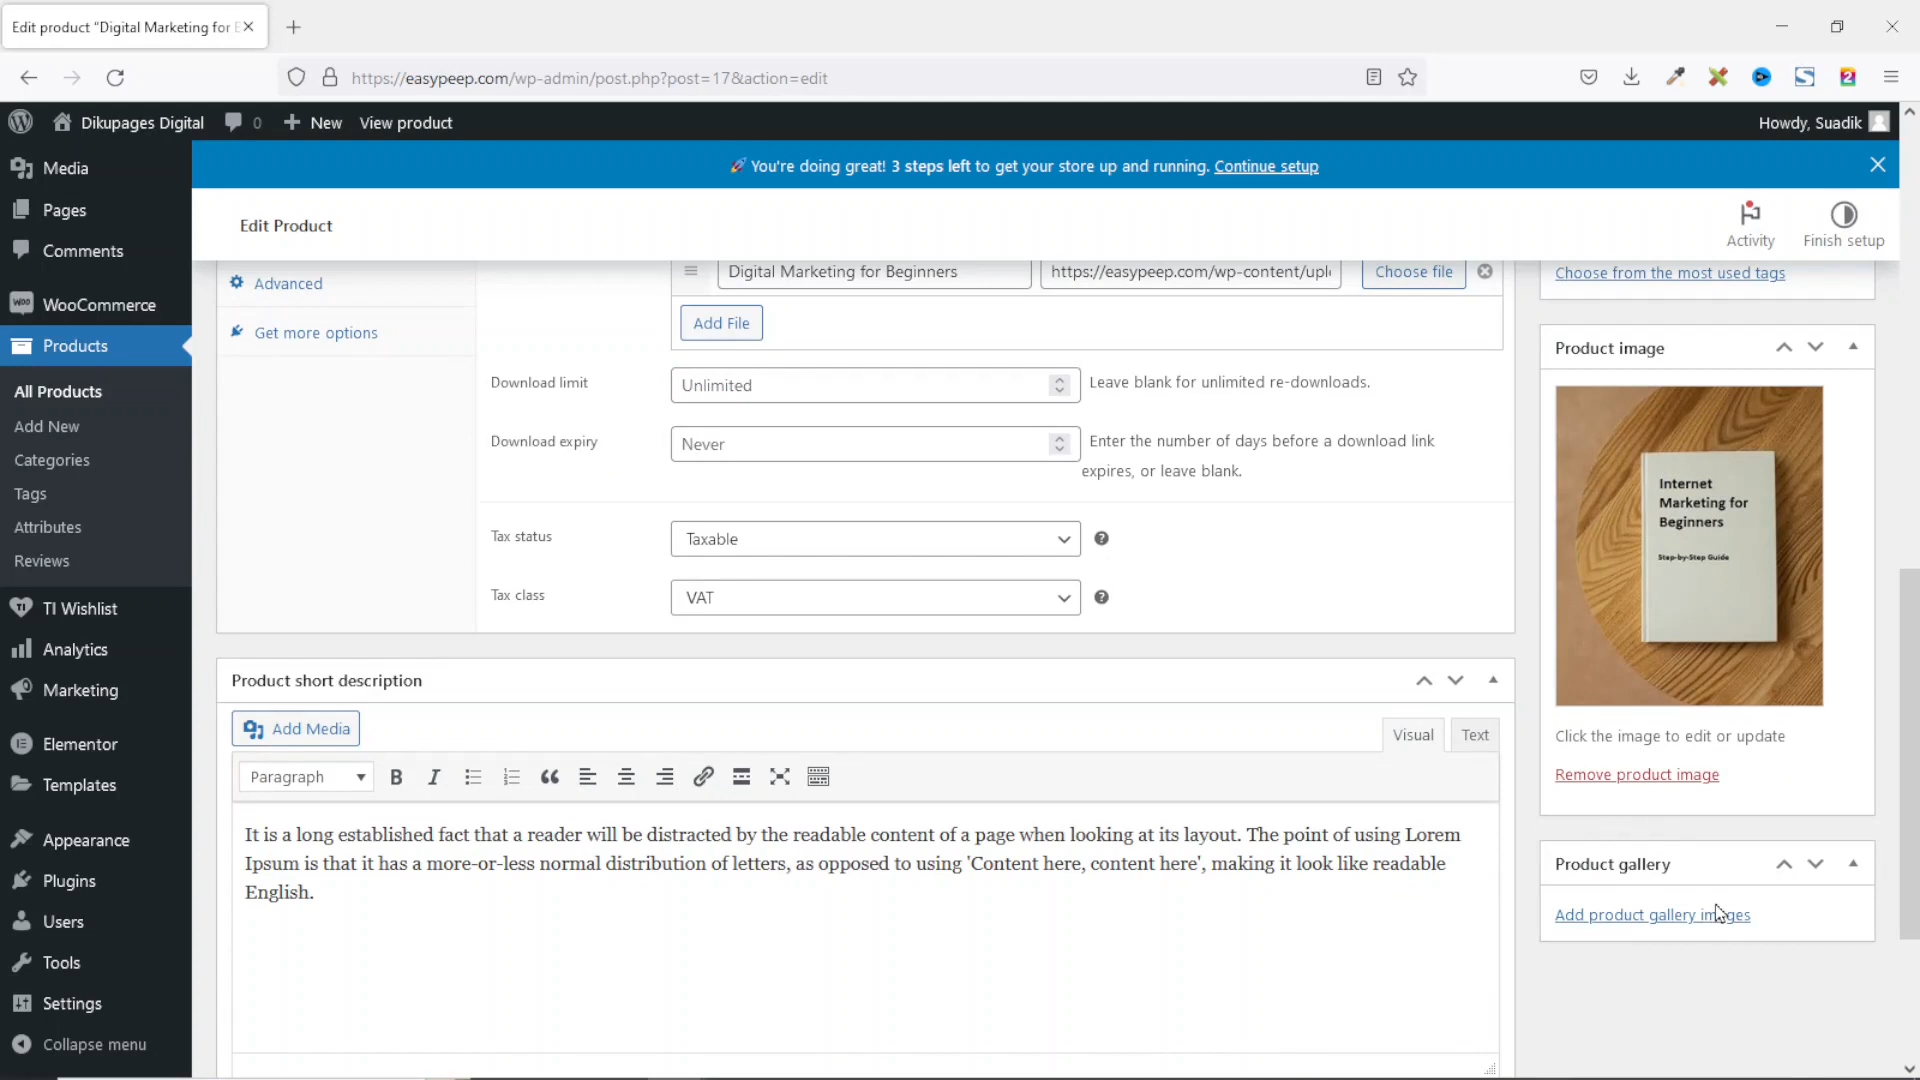 Edit product "Digital Marketing for
https://easypeep.com/wp-admin/post.php?post=17&action=edit
Dikupages Digital
0
New
View product
Howdy, Suadik
Media
Pages
Comments
WooCommerce
Products
All Products
Add New
Categories
Tags
Attributes
Reviews
TI Wishlist
Analytics
Marketing
Elementor
Templates
Appearance
Plugins
Users
Tools
Settings
Collapse menu
You're doing great! 3 steps left to get your store up and running. Continue setup
Edit Product
Activity
Finish setup
Advanced
Get more options
Digital Marketing for Beginners
https://easypeep.com/wp-content/uplo
Choose file
Add File
Download limit
Unlimited
Leave blank for unlimited re-downloads.
Download expiry
Never
Enter the number of days before a download link
expires, or leave blank.
Tax status
Taxable
Tax class
VAT
Product short description
Add Media
Visual
Text
Paragraph
B
I
It is a long established fact that a reader will be distracted by the readable content of a page when looking at its layout. The point of using Lorem
Ipsum is that it has a more-or-less normal distribution of letters, as opposed to using 'Content here, content here', making it look like readable
English.
Choose from the most used tags
Product image
Internet
Marketing for
Beginners
Step-by-Step Guide
Click the image to edit or update
Remove product image
Product gallery
Add product gallery images